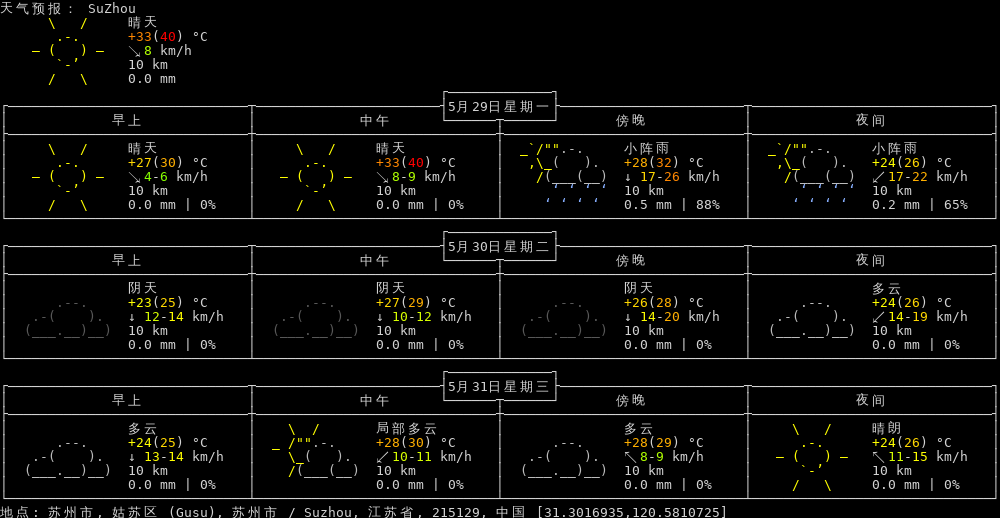 天气预报: SuZhou
晴天
+33(40) °C
↘ 8 km/h
10 km
0.0 mm
5月29日星期一
早上 中午 傍晚 夜间
晴天 晴天 小阵雨 小阵雨
+27(30) °C +33(40) °C +28(32) °C +24(26) °C
↘ 4-6 km/h ↘ 8-9 km/h ↓ 17-26 km/h ↙ 17-22 km/h
10 km 10 km 10 km 10 km
0.0 mm | 0% 0.0 mm | 0% 0.5 mm | 88% 0.2 mm | 65%
5月30日星期二
早上 中午 傍晚 夜间
阴天 阴天 阴天 多云
+23(25) °C +27(29) °C +26(28) °C +24(26) °C
↓ 12-14 km/h ↓ 10-12 km/h ↓ 14-20 km/h ↙ 14-19 km/h
10 km 10 km 10 km 10 km
0.0 mm | 0% 0.0 mm | 0% 0.0 mm | 0% 0.0 mm | 0%
5月31日星期三
早上 中午 傍晚 夜间
多云 局部多云 多云 晴朗
+24(25) °C +28(30) °C +28(29) °C +24(26) °C
↓ 13-14 km/h ↙ 10-11 km/h ↖ 8-9 km/h ↖ 11-15 km/h
10 km 10 km 10 km 10 km
0.0 mm | 0% 0.0 mm | 0% 0.0 mm | 0% 0.0 mm | 0%
地点: 苏州市, 姑苏区 (Gusu), 苏州市 / Suzhou, 江苏省, 215129, 中国 [31.3016935,120.5810725]